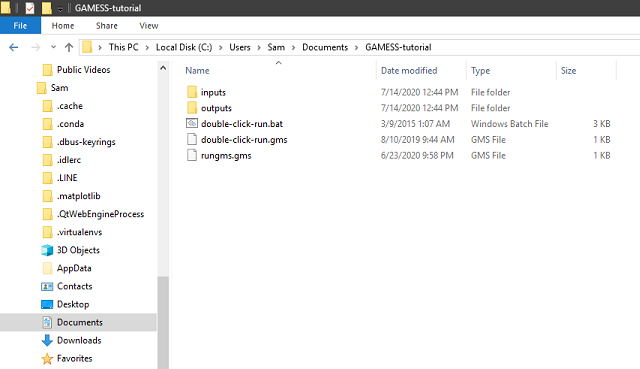 GAMESS-tutorial
File Home Share View
This PC Local Disk (C:) Users Sam Documents GAMESS-tutorial
Public Videos
Sam
.cache
.conda
.dbus-keyrings
.idlerc
.LINE
.matplotlib
.QtWebEngineProcess
.virtualenvs
3D Objects
AppData
Contacts
Desktop
Documents
Downloads
Favorites
Name Date modified Type Size
inputs 7/14/2020 12:44 PM File folder
outputs 7/14/2020 12:44 PM File folder
double-click-run.bat 3/9/2015 1:07 AM Windows Batch File 3 KB
double-click-run.gms 8/10/2019 9:44 AM GMS File 1 KB
rungms.gms 6/23/2020 9:58 PM GMS File 1 KB